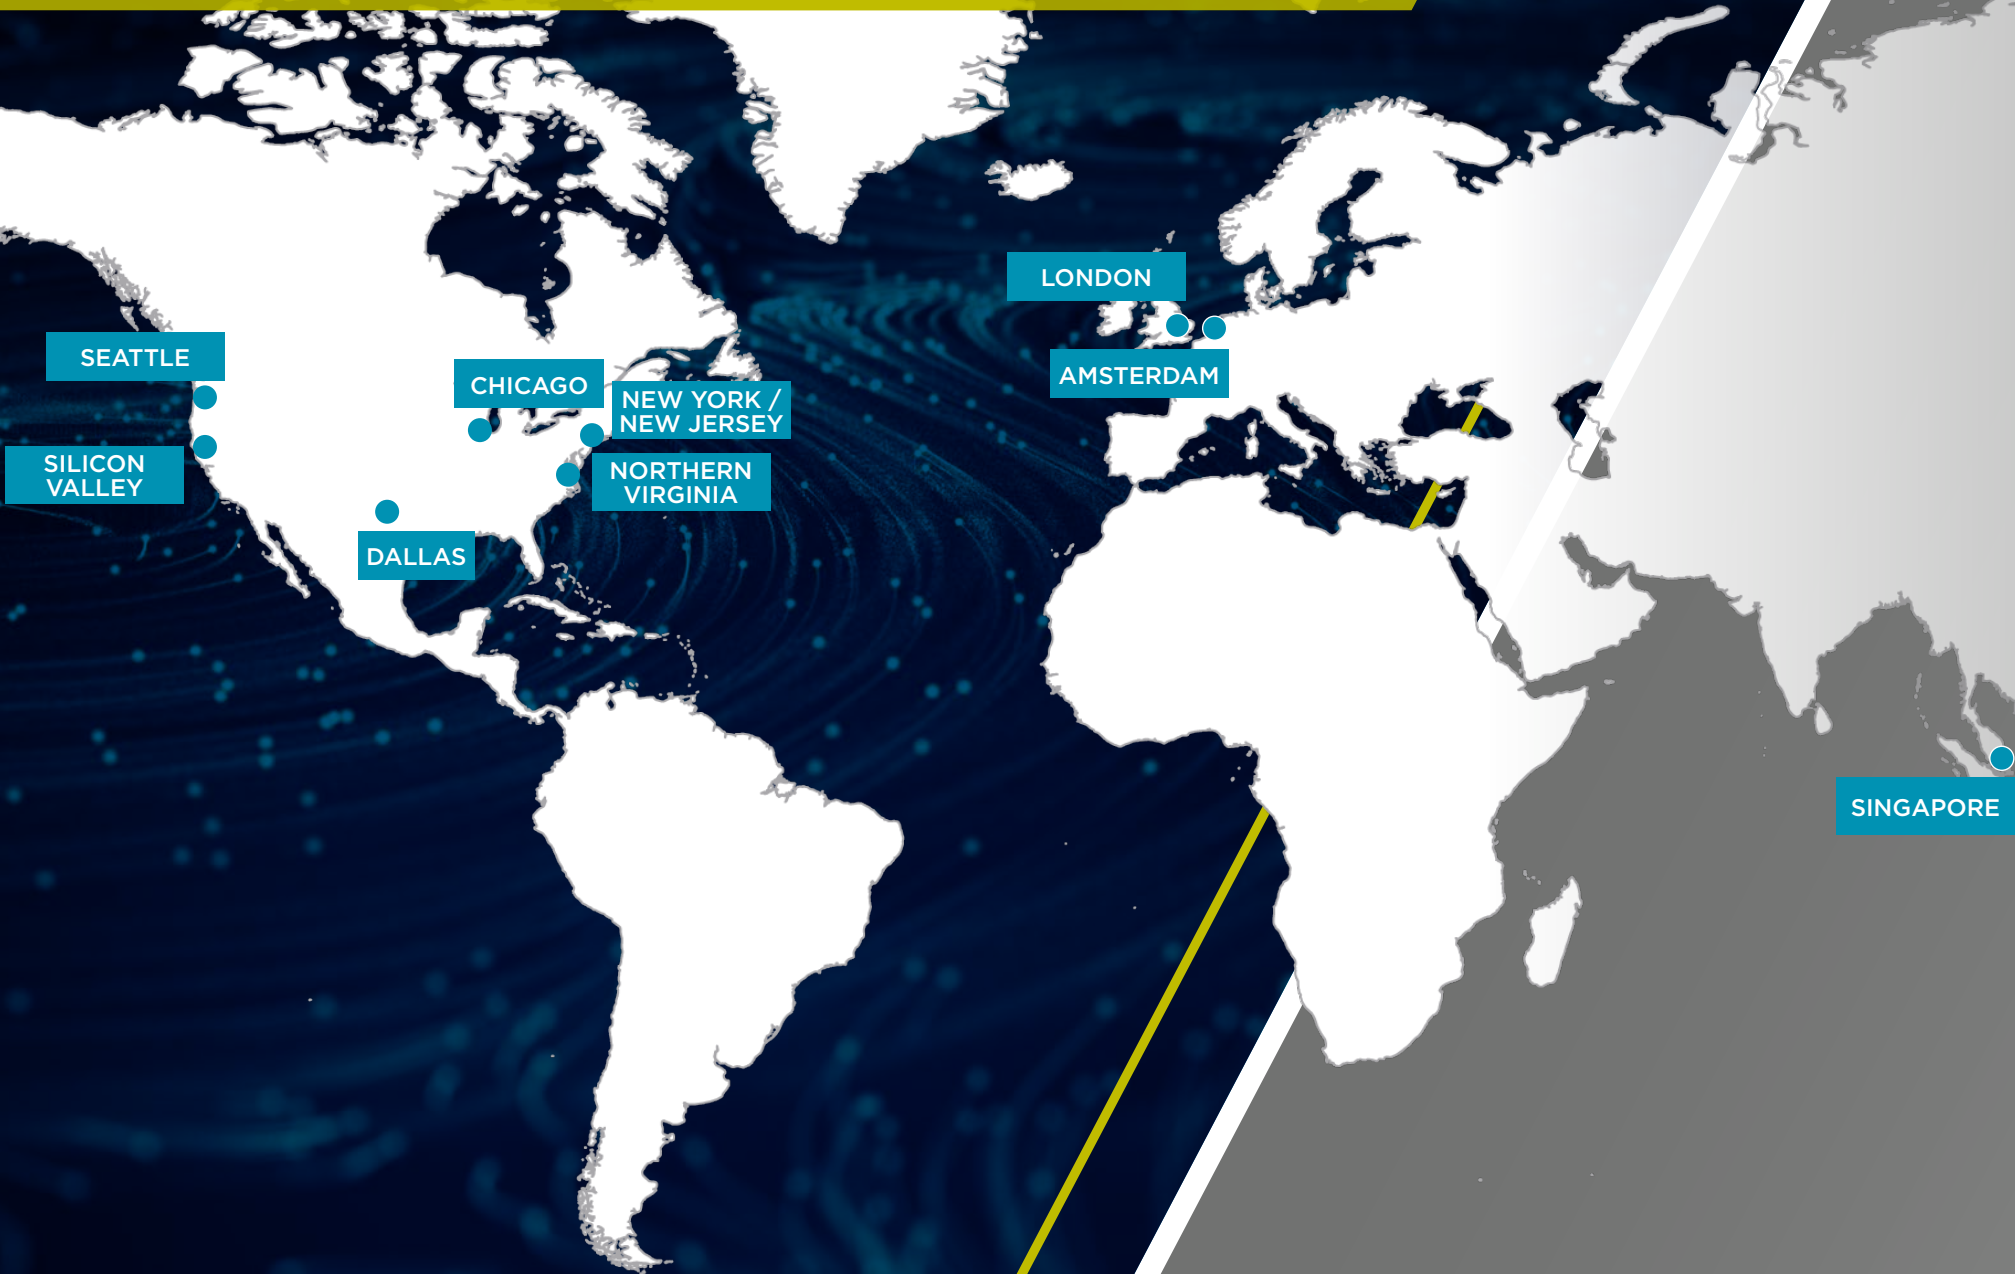 LONDON
SEATTLE
CHICAGO
AMSTERDAM
NEW YORK /
NEW JERSEY
SILICON
VALLEY
NORTHERN
VIRGINIA
DALLAS
SINGAPORE